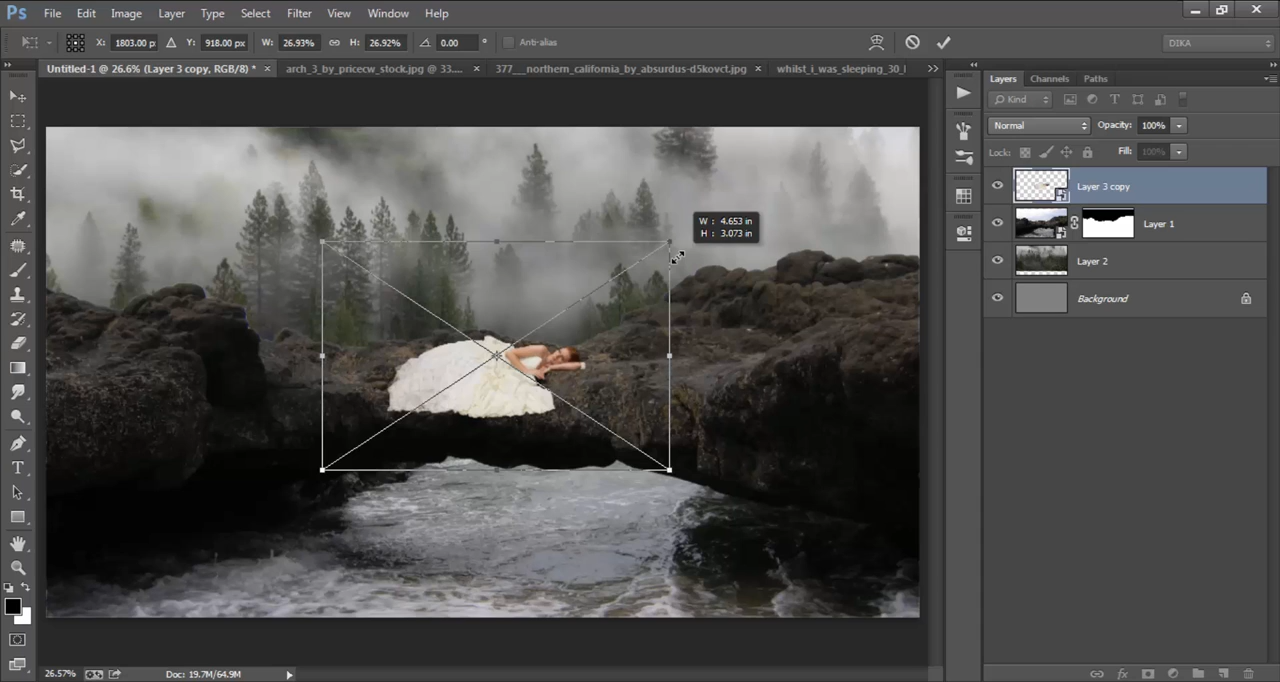 Ps File Edit Image Layer Type Select Filter View Window Help
X: 1803.00 px Y: 918.00 px W: 26.93% H: 26.92% 0.00 ° Anti-alias DIKA
Untitled-1 @ 26.6% (Layer 3 copy, RGB/8) * × arch_3_by_pricecw_stock.jpg @ 33.... × 377___northern_california_by_absurdus-d5kovct.jpg × whilst_i_was_sleeping_30_l
Layers Channels Paths
Kind
Normal Opacity: 100%
Lock: Fill: 100%
Layer 3 copy
W : 4.653 in
H : 3.073 in
Layer 1
Layer 2
Background
26.57% Doc: 19.7M/64.9M